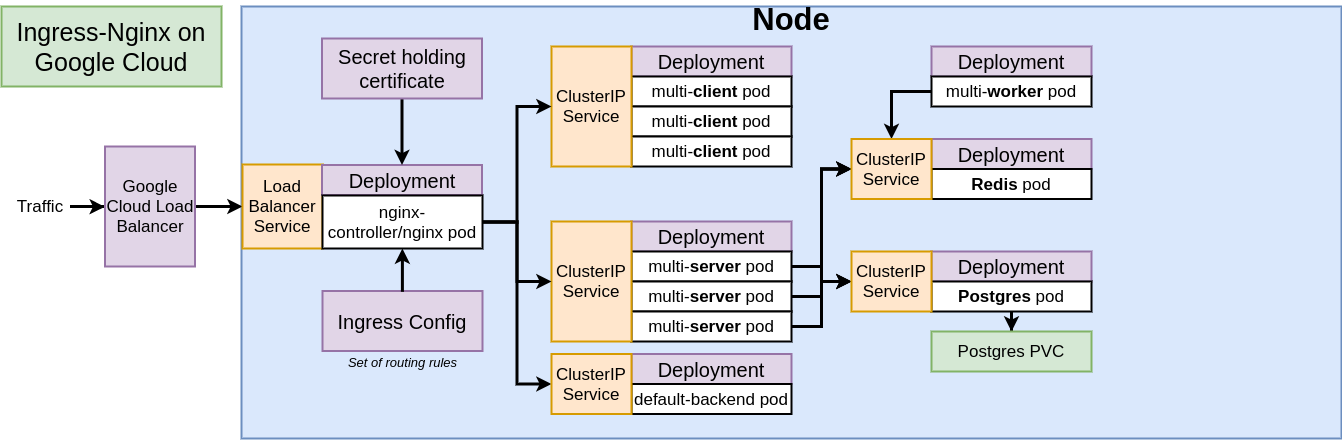 Ingress-Nginx on
Google Cloud
Node
Traffic
Google
Cloud Load
Balancer
Load
Balancer
Service
Secret holding
certificate
Deployment
nginx-
controller/nginx pod
Ingress Config
Set of routing rules
ClusterIP
Service
Deployment
multi-client pod
multi-client pod
multi-client pod
ClusterIP
Service
Deployment
multi-server pod
multi-server pod
multi-server pod
ClusterIP
Service
Deployment
default-backend pod
Deployment
multi-worker pod
ClusterIP
Service
Deployment
Redis pod
ClusterIP
Service
Deployment
Postgres pod
Postgres PVC